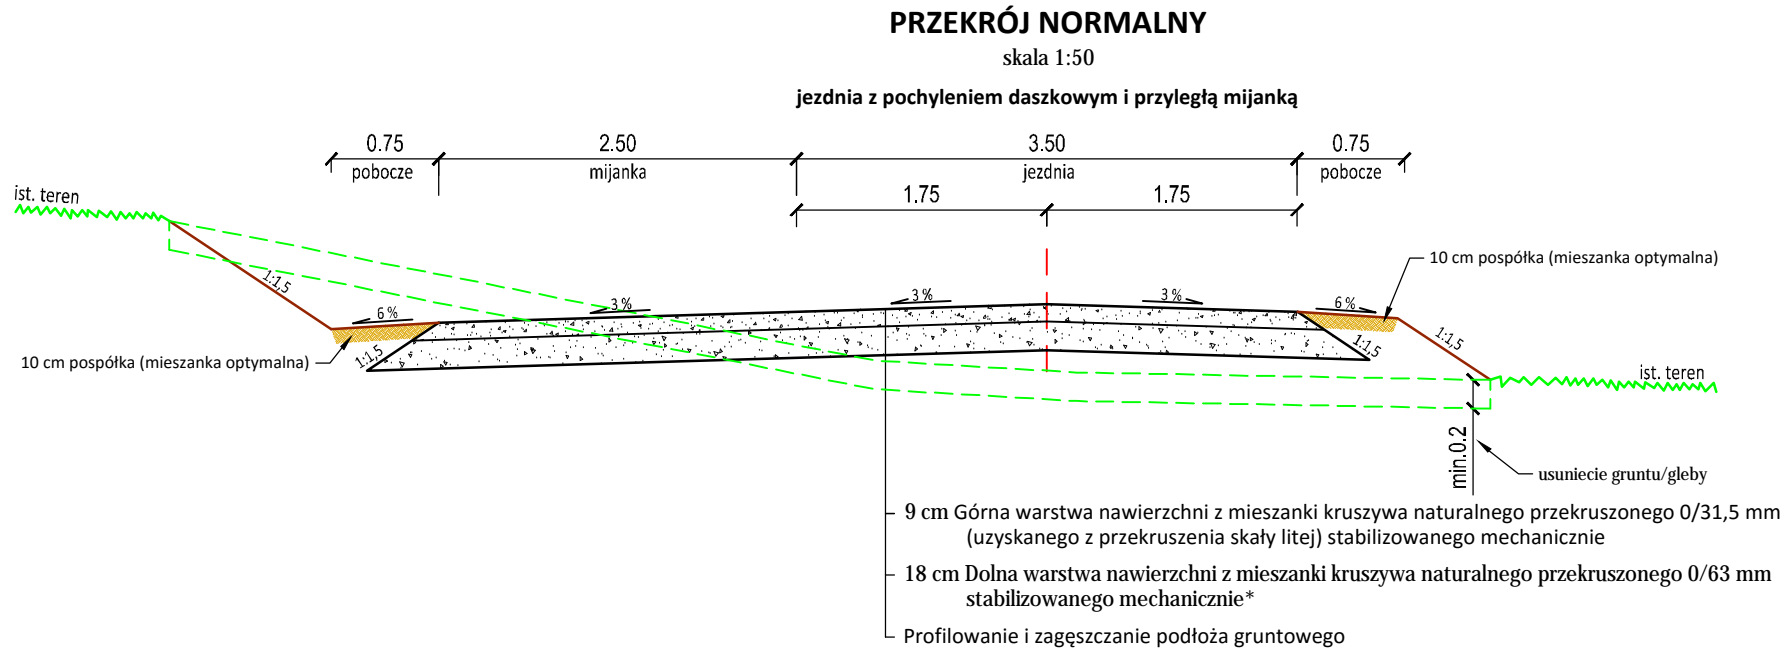 PRZEKRÓJ NORMALNY
skala 1:50
jezdnia z pochyleniem daszkowym i przyległą mijanką
0.75
2.50
3.50
0.75
pobocze
mijanka
jezdnia
pobocze
1.75
1.75
ist. teren
1:1,5
6 %
3 %
3 %
3 %
6 %
10 cm pospółka (mieszanka optymalna)
1:1,5
1:1,5
1:1,5
10 cm pospółka (mieszanka optymalna)
ist. teren
min.0.2
usuniecie gruntu/gleby
9 cm Górna warstwa nawierzchni z mieszanki kruszywa naturalnego przekruszonego 0/31,5 mm
(uzyskanego z przekruszenia skały litej) stabilizowanego mechanicznie
18 cm Dolna warstwa nawierzchni z mieszanki kruszywa naturalnego przekruszonego 0/63 mm
stabilizowanego mechanicznie*
Profilowanie i zagęszczanie podłoża gruntowego